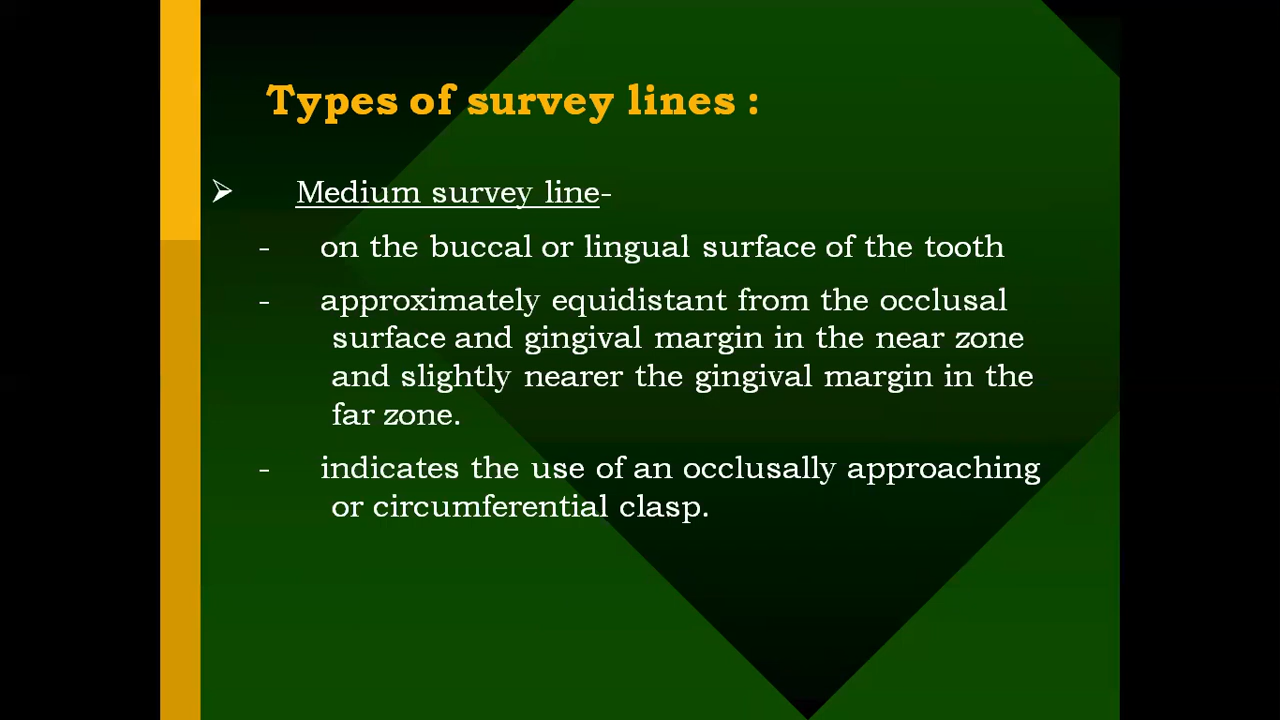 Types of survey lines :
➢ Medium survey line-
- on the buccal or lingual surface of the tooth
- approximately equidistant from the occlusal
surface and gingival margin in the near zone
and slightly nearer the gingival margin in the
far zone.
- indicates the use of an occlusally approaching
or circumferential clasp.